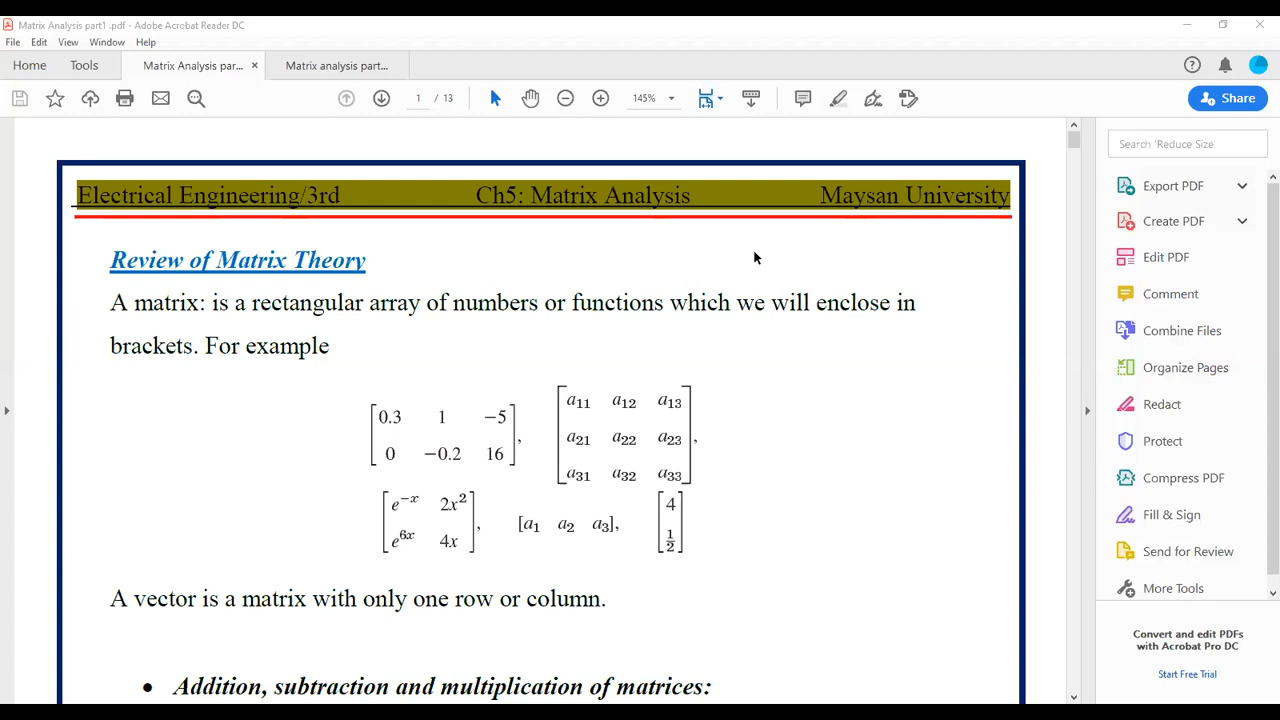 Matrix Analysis part1 .pdf - Adobe Acrobat Reader DC
File Edit View Window Help
Home Tools Matrix Analysis par... × Matrix analysis part...
1 / 13 145% Share
Search 'Reduce Size'
Export PDF
Create PDF
Edit PDF
Comment
Combine Files
Organize Pages
Redact
Protect
Compress PDF
Fill & Sign
Send for Review
More Tools
Convert and edit PDFs
with Acrobat Pro DC
Start Free Trial
Electrical Engineering/3rd Ch5: Matrix Analysis Maysan University
Review of Matrix Theory
A matrix: is a rectangular array of numbers or functions which we will enclose in
brackets. For example
[0.3 1 −5
0 −0.2 16],
[a₁₁ a₁₂ a₁₃
a₂₁ a₂₂ a₂₃
a₃₁ a₃₂ a₃₃],
[e⁻ˣ 2x²
e⁶ˣ 4x],
[a₁ a₂ a₃],
[4
1/2]
A vector is a matrix with only one row or column.
• Addition, subtraction and multiplication of matrices: